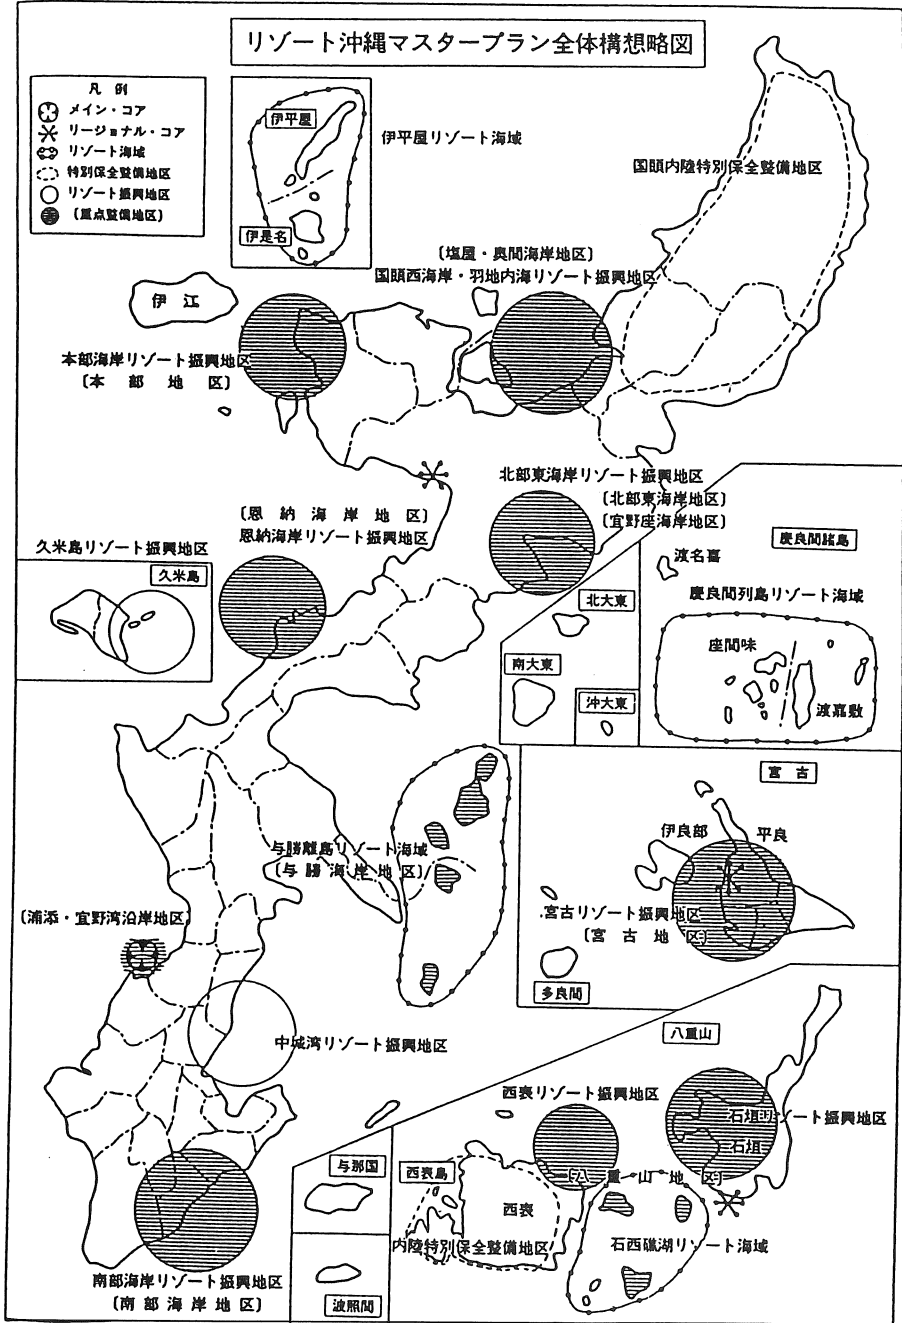 リゾート沖縄マスタープラン全体構想略図
凡例
メイン・コア
リージョナル・コア
リゾート海域
特別保全整備地区
リゾート振興地区
〔重点整備地区〕
伊平屋
伊平屋リゾート海域
伊是名
国頭内陸特別保全整備地区
〔塩屋・奥間海岸地区〕
国頭西海岸・羽地内海リゾート振興地区
伊江
本部海岸リゾート振興地区
〔本部地区〕
北部東海岸リゾート振興地区
〔北部東海岸地区〕
〔宜野座海岸地区〕
〔恩納海岸地区〕
恩納海岸リゾート振興地区
久米島リゾート振興地区
久米島
慶良間諸島
渡名喜
慶良間列島リゾート海域
座間味
渡嘉敷
北大東
南大東
沖大東
宮古
伊良部
平良
宮古リゾート振興地区
〔宮古地区〕
多良間
与勝離島リゾート海域
〔与勝海岸地区〕
〔浦添・宜野湾沿岸地区〕
中城湾リゾート振興地区
八重山
西表リゾート振興地区
石垣リゾート振興地区
石垣
〔八重山地区〕
与那国
西表島
西表
内陸特別保全整備地区
石西礁湖リゾート海域
波照間
南部海岸リゾート振興地区
〔南部海岸地区〕